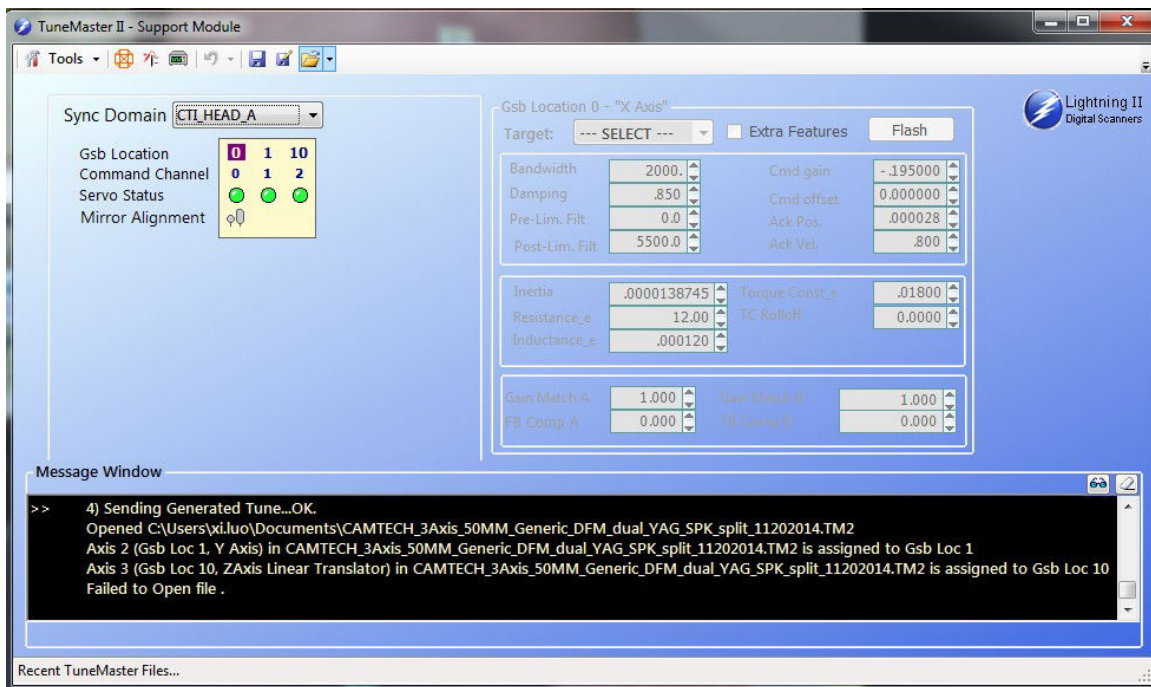 TuneMaster II - Support Module
Tools
Sync Domain CTI_HEAD_A
Gsb Location 0 1 10
Command Channel 0 1 2
Servo Status
Mirror Alignment
Gsb Location 0 - "X Axis"
Target: --- SELECT --- Extra Features Flash
Bandwidth 2000. Cmd gain -.195000
Damping .850 Cmd offset 0.000000
Pre-Lim. Filt 0.0 Ack Pos. .000028
Post-Lim. Filt 5500.0 Ack Vel. .800
Inertia .0000138745 Torque Const_e .01800
Resistance_e 12.00 TC Rolloff 0.0000
Inductance_e .000120
Gain Match A 1.000 Gain Match B 1.000
FB Comp A 0.000 FB Comp B 0.000
Lightning II
Digital Scanners
Message Window
>> 4) Sending Generated Tune...OK.
Opened C:\Users\xi.luo\Documents\CAMTECH_3Axis_50MM_Generic_DFM_dual_YAG_SPK_split_11202014.TM2
Axis 2 (Gsb Loc 1, Y Axis) in CAMTECH_3Axis_50MM_Generic_DFM_dual_YAG_SPK_split_11202014.TM2 is assigned to Gsb Loc 1
Axis 3 (Gsb Loc 10, ZAxis Linear Translator) in CAMTECH_3Axis_50MM_Generic_DFM_dual_YAG_SPK_split_11202014.TM2 is assigned to Gsb Loc 10
Failed to Open file .
Recent TuneMaster Files...